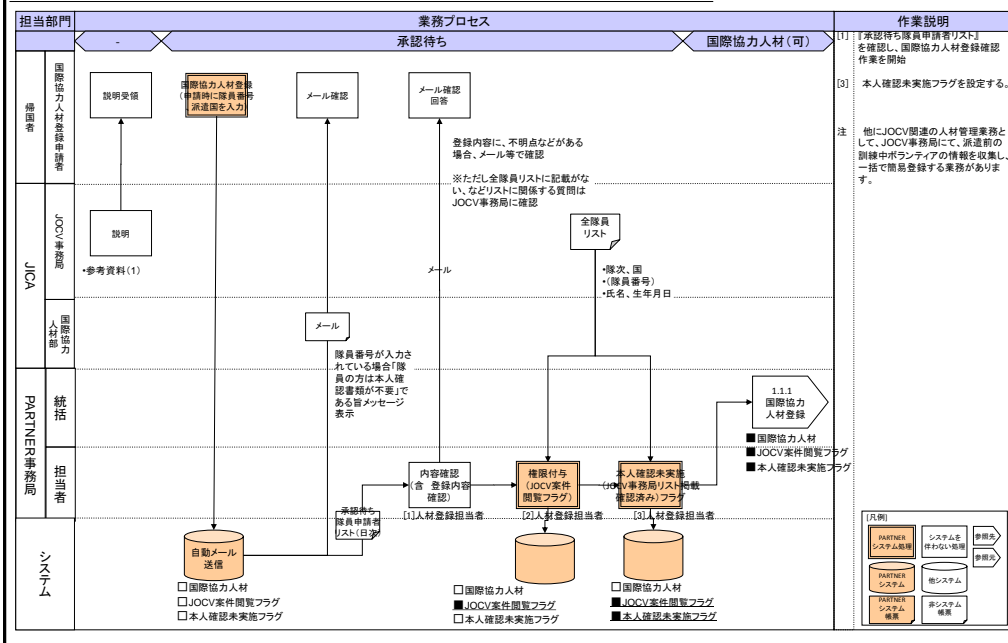 担当部門
業務プロセス
作業説明
-
承認待ち
国際協力人材(可)
帰国者
国際協力人材登録申請者
説明受領
国際協力人材登録
(申請時に隊員番号
、派遣国を入力)
メール確認
メール確認
回答
登録内容に、不明点などがある
場合、メール等で確認
※ただし全隊員リストに記載がな
い、などリストに関係する質問は
JOCV事務局に確認
JICA
JOCV事務局
説明
•参考資料(1)
メール
全隊員
リスト
•隊次、国
•(隊員番号)
•氏名、生年月日
国際協力
人材部
メール
隊員番号が入力さ
れている場合「隊
員の方は本人確
認書類が不要」で
ある旨メッセージ
表示
PARTNER事務局
統括
1.1.1
国際協力
人材登録
■国際協力人材
■JOCV案件閲覧フラグ
■本人確認未実施フラグ
担当者
内容確認
(含 登録内容
確認)
[1]人材登録担当者
権限付与
(JOCV案件
閲覧フラグ)
[2]人材登録担当者
本人確認未実施
(JOCV事務局リスト掲載
確認済み)フラグ
[3]人材登録担当者
承認待ち
隊員申請者
リスト(日次)
システム
自動メール
送信
□国際協力人材
□JOCV案件閲覧フラグ
□本人確認未実施フラグ
□国際協力人材
■JOCV案件閲覧フラグ
□本人確認未実施フラグ
□国際協力人材
■JOCV案件閲覧フラグ
■本人確認未実施フラグ
[1] 『承認待ち隊員申請者リスト』
を確認し、国際協力人材登録確認
作業を開始
[3] 本人確認未実施フラグを設定する。
注 他にJOCV関連の人材管理業務と
して、JOCV事務局にて、派遣前の
訓練中ボランティアの情報を収集し、
一括で簡易登録する業務がありま
す。
[凡例]
PARTNER
システム処理
システムを
伴わない処理
参照先
参照元
PARTNER
システム
他システム
PARTNER
システム
帳票
非システム
帳票